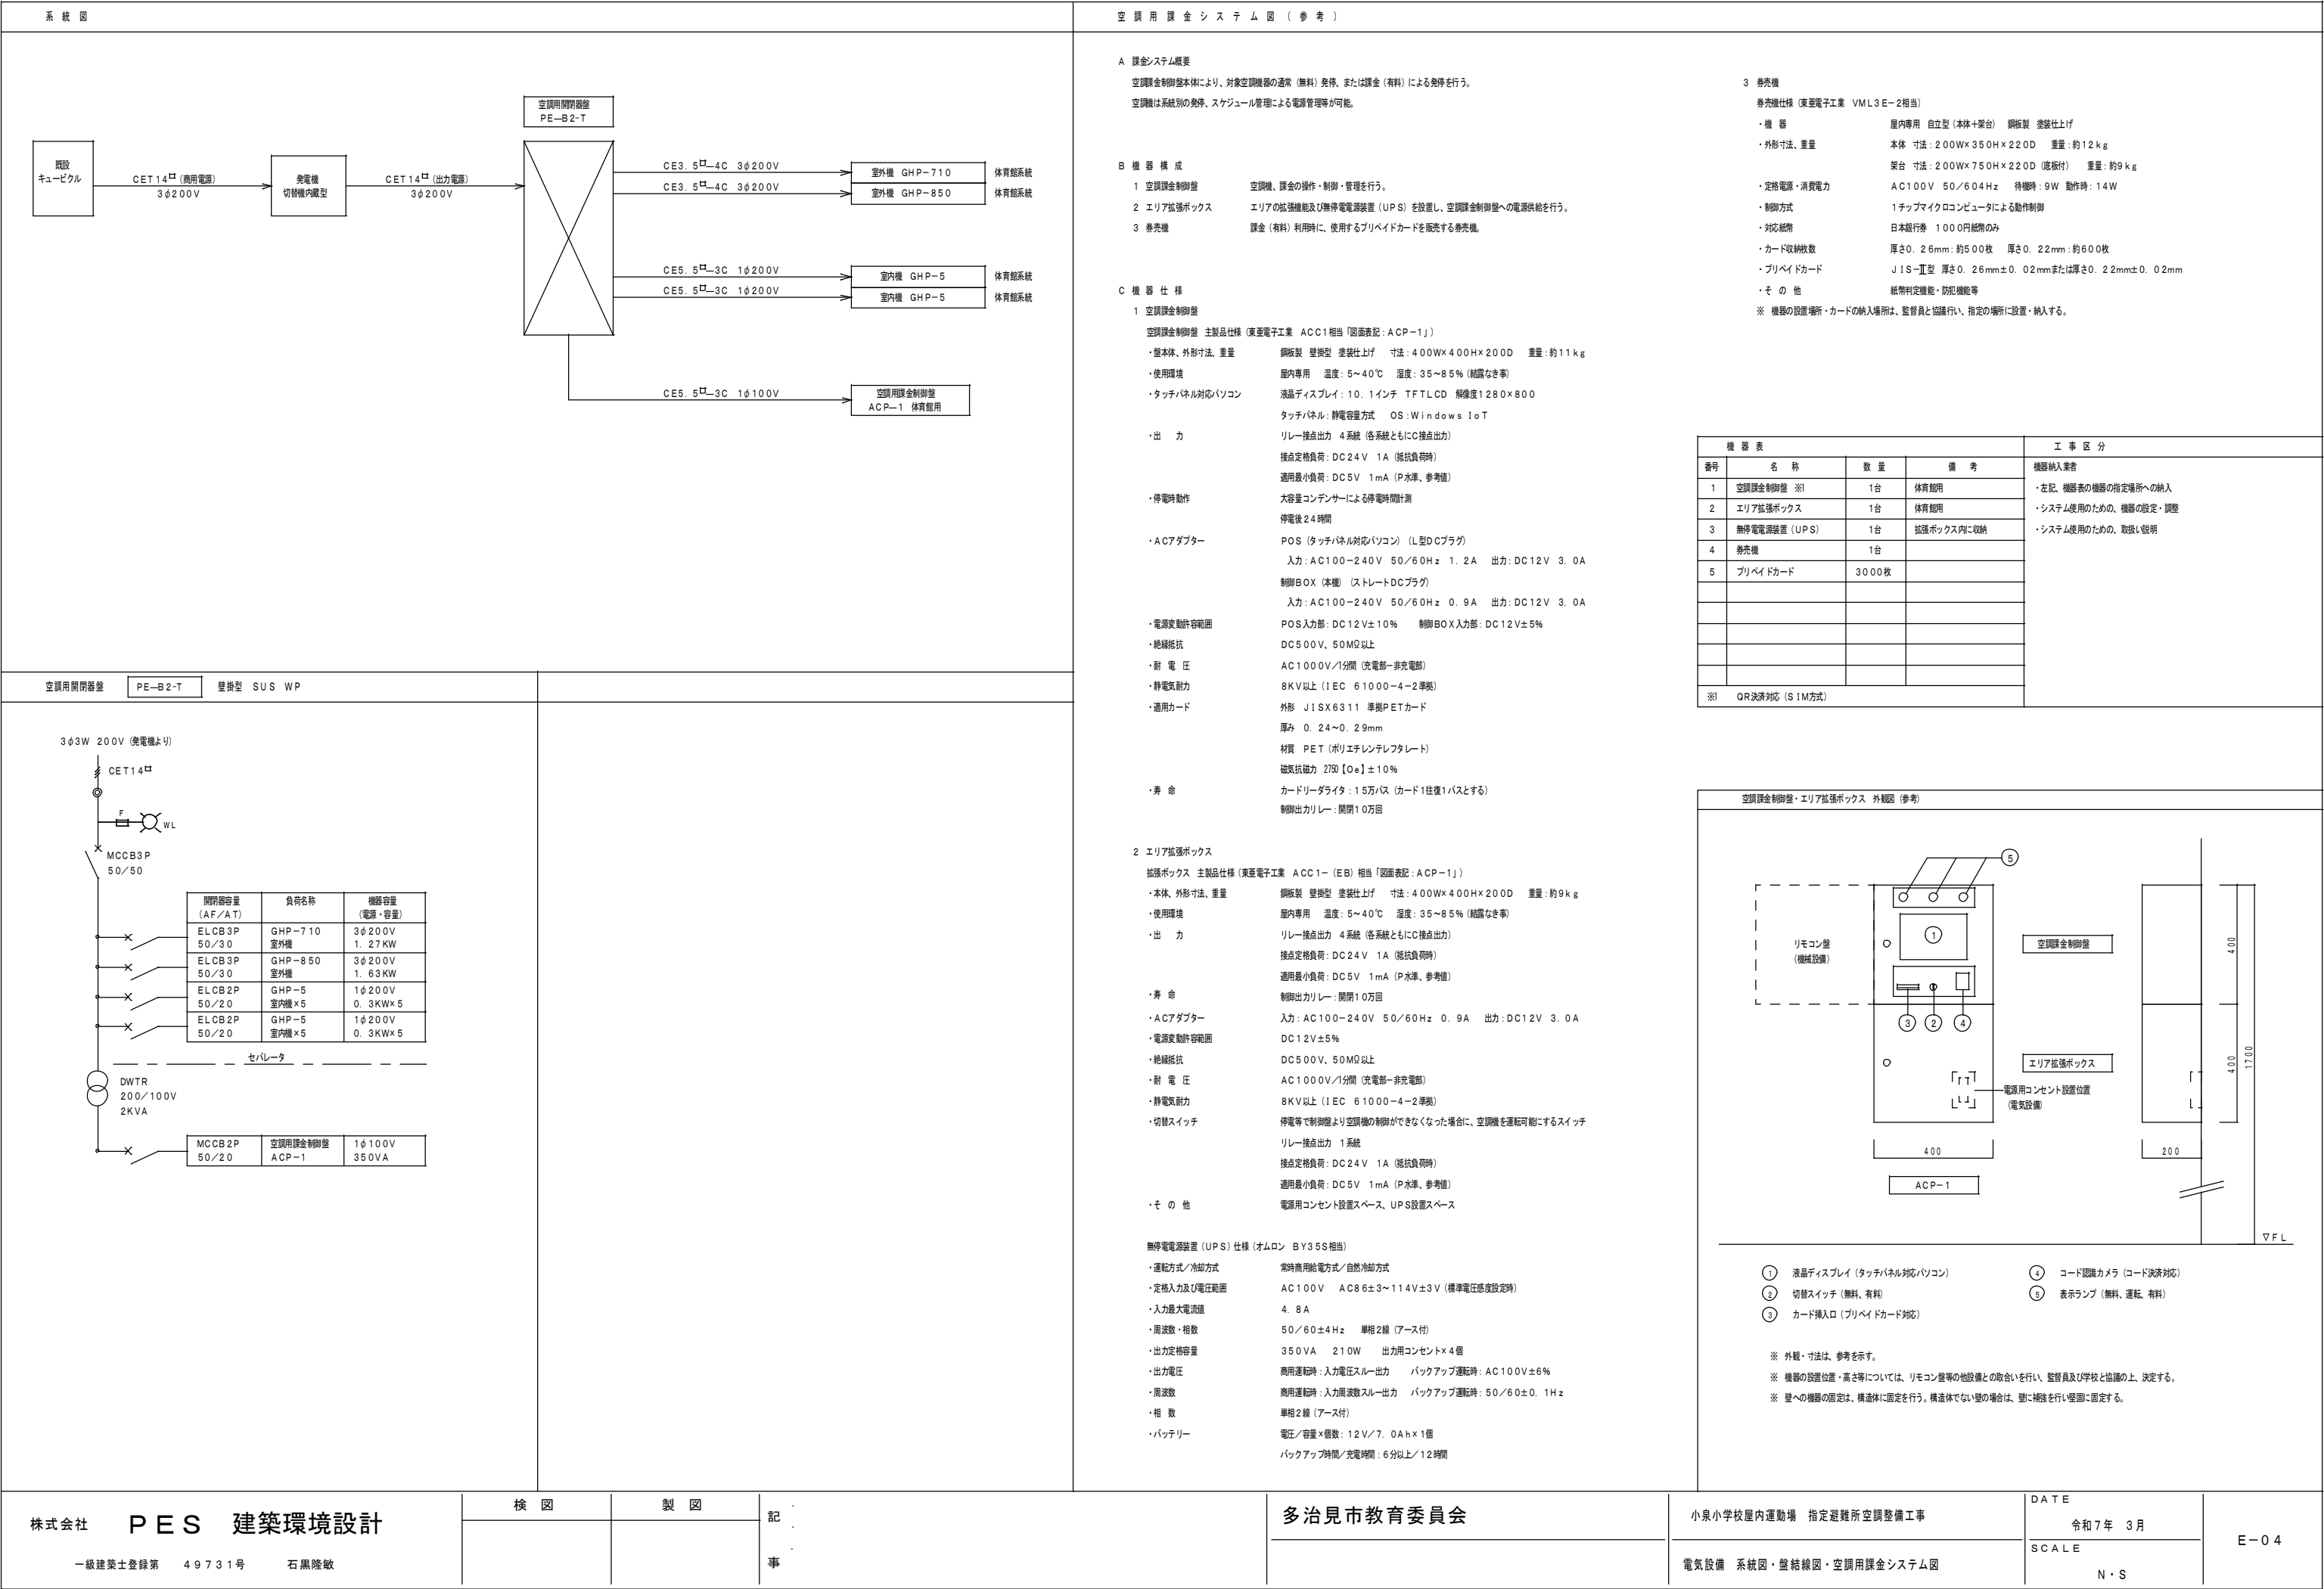 系 統 図
既設
キュービクル
CET14□ (商用電源)
3φ200V
発電機
切替機内蔵型
CET14□ (出力電源)
3φ200V
空調用開閉器盤
PE—B2-T
CE3. 5□—4C 3φ200V
室外機 GHP−710 体育館系統
CE3. 5□—4C 3φ200V
室外機 GHP−850 体育館系統
CE5. 5□—3C 1φ200V
室内機 GHP−5 体育館系統
CE5. 5□—3C 1φ200V
室内機 GHP−5 体育館系統
CE5. 5□—3C 1φ100V
空調用課金制御盤
ACP—1 体育館用
空調用開閉器盤 PE—B2-T 壁掛型 SUS WP
3φ3W 200V (発電機より)
CET14□
F
WL
MCCB3P
50/50
開閉器容量 (AF/AT) 負荷名称 機器容量 (電源・容量)
ELCB3P GHP−710 3φ200V
50/30 室外機 1. 27KW
ELCB3P GHP−850 3φ200V
50/30 室外機 1. 63KW
ELCB2P GHP−5 1φ200V
50/20 室内機×5 0. 3KW×5
ELCB2P GHP−5 1φ200V
50/20 室内機×5 0. 3KW×5
セパレータ
DWTR
200/100V
2KVA
MCCB2P 空調用課金制御盤 1φ100V
50/20 ACP−1 350VA
空 調 用 課 金 シ ス テ ム 図 ( 参 考 )
A 課金システム概要
空調課金制御盤本体により、対象空調機器の通常(無料)発停、または課金(有料)による発停を行う。
空調機は系統別の発停、スケジュール管理による電源管理等が可能。
B 機 器 構 成
1 空調課金制御盤 空調機、課金の操作・制御・管理を行う。
2 エリア拡張ボックス エリアの拡張機能及び無停電電源装置(UPS)を設置し、空調課金制御盤への電源供給を行う。
3 券売機 課金(有料)利用時に、使用するプリペイドカードを販売する券売機。
C 機 器 仕 様
1 空調課金制御盤
空調課金制御盤 主製品仕様(東亜電子工業 ACC1相当「図面表記:ACP−1」)
・盤本体、外形寸法、重量 鋼板製 壁掛型 塗装仕上げ 寸法:400W×400H×200D 重量:約11kg
・使用環境 屋内専用 温度:5~40℃ 湿度:35~85%(結露なき事)
・タッチパネル対応パソコン 液晶ディスプレイ:10. 1インチ TFTLCD 解像度1280×800
タッチパネル:静電容量方式 OS:Windows IoT
・出 力 リレー接点出力 4系統(各系統ともにC接点出力)
接点定格負荷:DC24V 1A(抵抗負荷時)
適用最小負荷:DC5V 1mA(P水準、参考値)
・停電時動作 大容量コンデンサーによる停電時間計測
停電後24時間
・ACアダプター POS(タッチパネル対応パソコン)(L型DCプラグ)
入力:AC100−240V 50/60Hz 1. 2A 出力:DC12V 3. 0A
制御BOX(本機)(ストレートDCプラグ)
入力:AC100−240V 50/60Hz 0. 9A 出力:DC12V 3. 0A
・電源変動許容範囲 POS入力部:DC12V±10% 制御BOX入力部:DC12V±5%
・絶縁抵抗 DC500V、50MΩ以上
・耐 電 圧 AC1000V/1分間(充電部−非充電部)
・静電気耐力 8KV以上(IEC 61000−4−2準拠)
・適用カード 外形 JISX6311 準拠PETカード
厚み 0. 24~0. 29mm
材質 PET(ポリエチレンテレフタレート)
磁気抗磁力 2750【Oe】±10%
・寿 命 カードリーダライタ:15万パス(カード1往復1パスとする)
制御出力リレー:開閉10万回
2 エリア拡張ボックス
拡張ボックス 主製品仕様(東亜電子工業 ACC1−(EB)相当「図面表記:ACP−1」)
・本体、外形寸法、重量 鋼板製 壁掛型 塗装仕上げ 寸法:400W×400H×200D 重量:約9kg
・使用環境 屋内専用 温度:5~40℃ 湿度:35~85%(結露なき事)
・出 力 リレー接点出力 4系統(各系統ともにC接点出力)
接点定格負荷:DC24V 1A(抵抗負荷時)
適用最小負荷:DC5V 1mA(P水準、参考値)
・寿 命 制御出力リレー:開閉10万回
・ACアダプター 入力:AC100−240V 50/60Hz 0. 9A 出力:DC12V 3. 0A
・電源変動許容範囲 DC12V±5%
・絶縁抵抗 DC500V、50MΩ以上
・耐 電 圧 AC1000V/1分間(充電部−非充電部)
・静電気耐力 8KV以上(IEC 61000−4−2準拠)
・切替スイッチ 停電等で制御盤より空調機の制御ができなくなった場合に、空調機を運転可能にするスイッチ
リレー接点出力 1系統
接点定格負荷:DC24V 1A(抵抗負荷時)
適用最小負荷:DC5V 1mA(P水準、参考値)
・そ の 他 電源用コンセント設置スペース、UPS設置スペース
無停電電源装置(UPS)仕様(オムロン BY35S相当)
・運転方式/冷却方式 常時商用給電方式/自然冷却方式
・定格入力及び電圧範囲 AC100V AC86±3~114V±3V(標準電圧感度設定時)
・入力最大電流値 4. 8A
・周波数・相数 50/60±4Hz 単相2線(アース付)
・出力定格容量 350VA 210W 出力用コンセント×4個
・出力電圧 商用運転時:入力電圧スルー出力 バックアップ運転時:AC100V±6%
・周波数 商用運転時:入力周波数スルー出力 バックアップ運転時:50/60±0. 1Hz
・相 数 単相2線(アース付)
・バッテリー 電圧/容量×個数:12V/7. 0Ah×1個
バックアップ時間/充電時間:6分以上/12時間
3 券売機
券売機仕様(東亜電子工業 VML3E−2相当)
・機 器 屋内専用 自立型(本体+架台) 鋼板製 塗装仕上げ
・外形寸法、重量 本体 寸法:200W×350H×220D 重量:約12kg
架台 寸法:200W×750H×220D(底板付) 重量:約9kg
・定格電源・消費電力 AC100V 50/604Hz 待機時:9W 動作時:14W
・制御方式 1チップマイクロコンピュータによる動作制御
・対応紙幣 日本銀行券 1000円紙幣のみ
・カード収納枚数 厚さ0. 26mm:約500枚 厚さ0. 22mm:約600枚
・プリペイドカード JIS−Ⅱ型 厚さ0. 26mm±0. 02mmまたは厚さ0. 22mm±0. 02mm
・そ の 他 紙幣判定機能・防犯機能等
※ 機器の設置場所・カードの納入場所は、監督員と協議行い、指定の場所に設置・納入する。
機 器 表 工 事 区 分
番号 名 称 数 量 備 考 機器納入業者
1 空調課金制御盤 ※1 1台 体育館用 ・左記、機器表の機器の指定場所への納入
2 エリア拡張ボックス 1台 体育館用 ・システム使用のための、機器の設定・調整
3 無停電電源装置(UPS) 1台 拡張ボックス内に収納 ・システム使用のための、取扱い説明
4 券売機 1台
5 プリペイドカード 3000枚
※1 QR決済対応(SIM方式)
空調課金制御盤・エリア拡張ボックス 外観図(参考)
5
リモコン盤
(機械設備)
1
空調課金制御盤
3 2 4
エリア拡張ボックス
電源用コンセント設置位置
(電気設備)
400
400
1700
400
200
ACP−1
▽FL
1 液晶ディスプレイ(タッチパネル対応パソコン)
2 切替スイッチ(無料、有料)
3 カード挿入口(プリペイドカード対応)
4 コード認識カメラ(コード決済対応)
5 表示ランプ(無料、運転、有料)
※ 外観・寸法は、参考を示す。
※ 機器の設置位置・高さ等については、リモコン盤等の他設備との取合いを行い、監督員及び学校と協議の上、決定する。
※ 壁への機器の固定は、構造体に固定を行う。構造体でない壁の場合は、壁に補強を行い堅固に固定する。
株式会社 PES 建築環境設計
一級建築士登録第 49731号 石黒隆敏
検 図
製 図
記
事
多治見市教育委員会
小泉小学校屋内運動場 指定避難所空調整備工事
電気設備 系統図・盤結線図・空調用課金システム図
DATE
令和7年 3月
SCALE
N・S
E−04